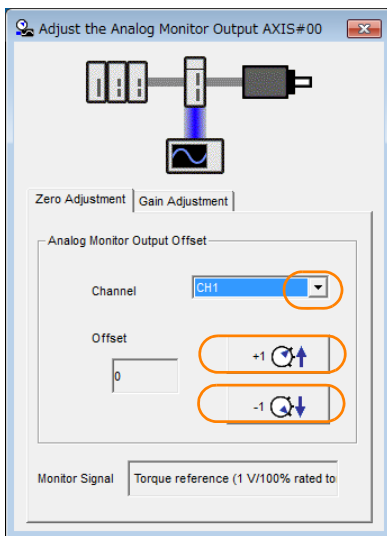 Adjust the Analog Monitor Output AXIS#00
Zero Adjustment Gain Adjustment
Analog Monitor Output Offset
Channel CH1
Offset
0
+1
-1
Monitor Signal Torque reference (1 V/100% rated to